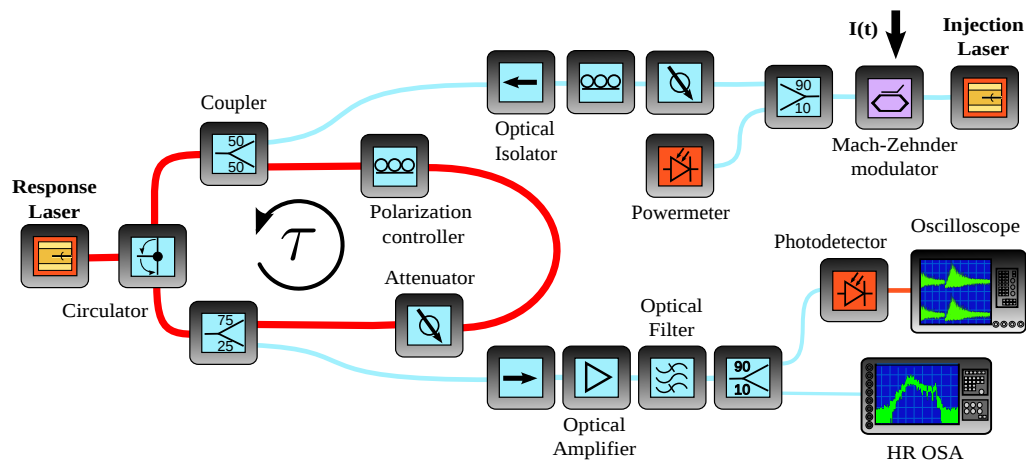 I(t)
Injection
Laser
Coupler
50
50
90
10
Optical
Isolator
Mach-Zehnder
modulator
Response
Laser
Polarization
controller
Powermeter
τ
Circulator
Attenuator
75
25
Optical
Filter
Photodetector
Oscilloscope
90
10
Optical
Amplifier
HR OSA